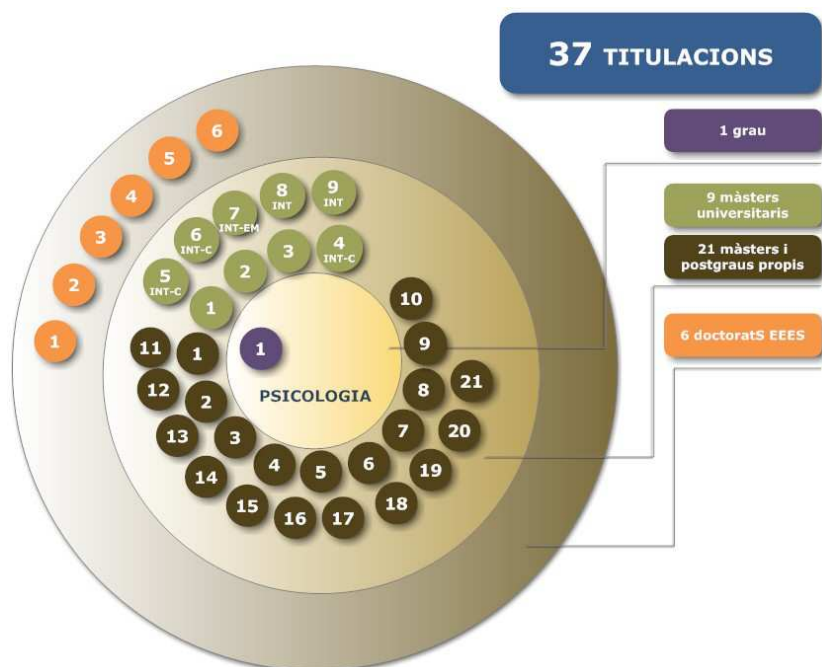 37 TITULACIONS
1 grau
9 màsters
universitaris
21 màsters i
postgraus propis
6 doctoratS EEES
6
5
4
3
2
1
8
INT
9
INT
7
INT-EM
6
INT-C
5
INT-C
4
INT-C
3
2
1
1
PSICOLOGIA
10
9
8
7
6
5
4
3
2
1
11
12
13
14
15
16
17
18
19
20
21